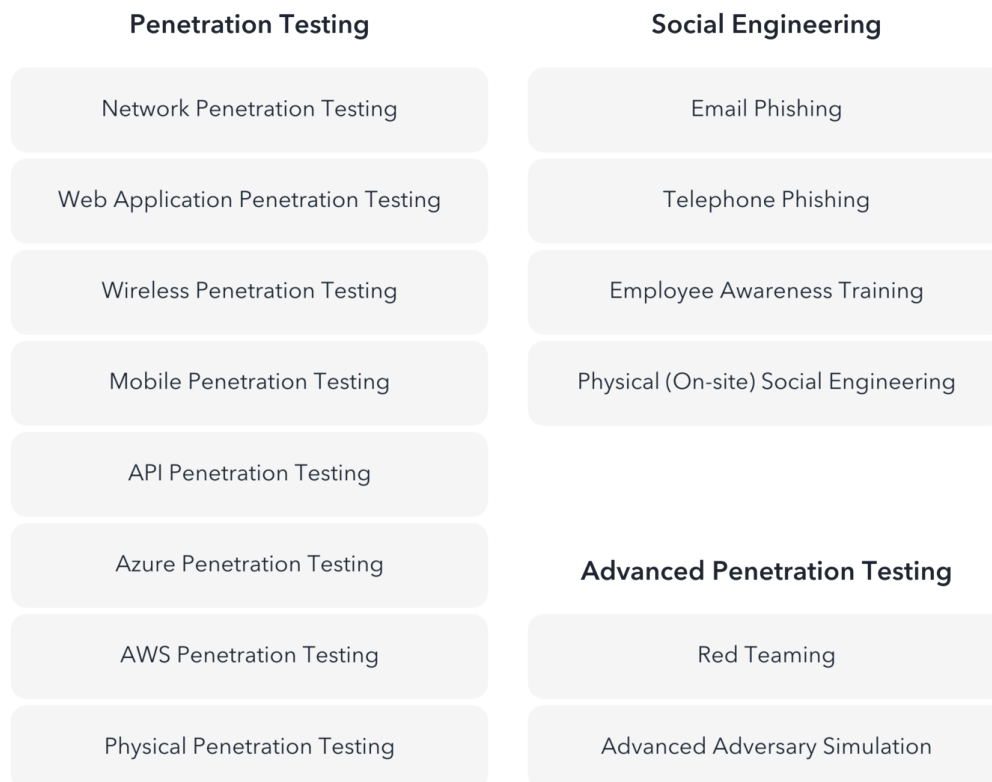 Penetration Testing
Network Penetration Testing
Web Application Penetration Testing
Wireless Penetration Testing
Mobile Penetration Testing
API Penetration Testing
Azure Penetration Testing
AWS Penetration Testing
Physical Penetration Testing
Social Engineering
Email Phishing
Telephone Phishing
Employee Awareness Training
Physical (On-site) Social Engineering
Advanced Penetration Testing
Red Teaming
Advanced Adversary Simulation